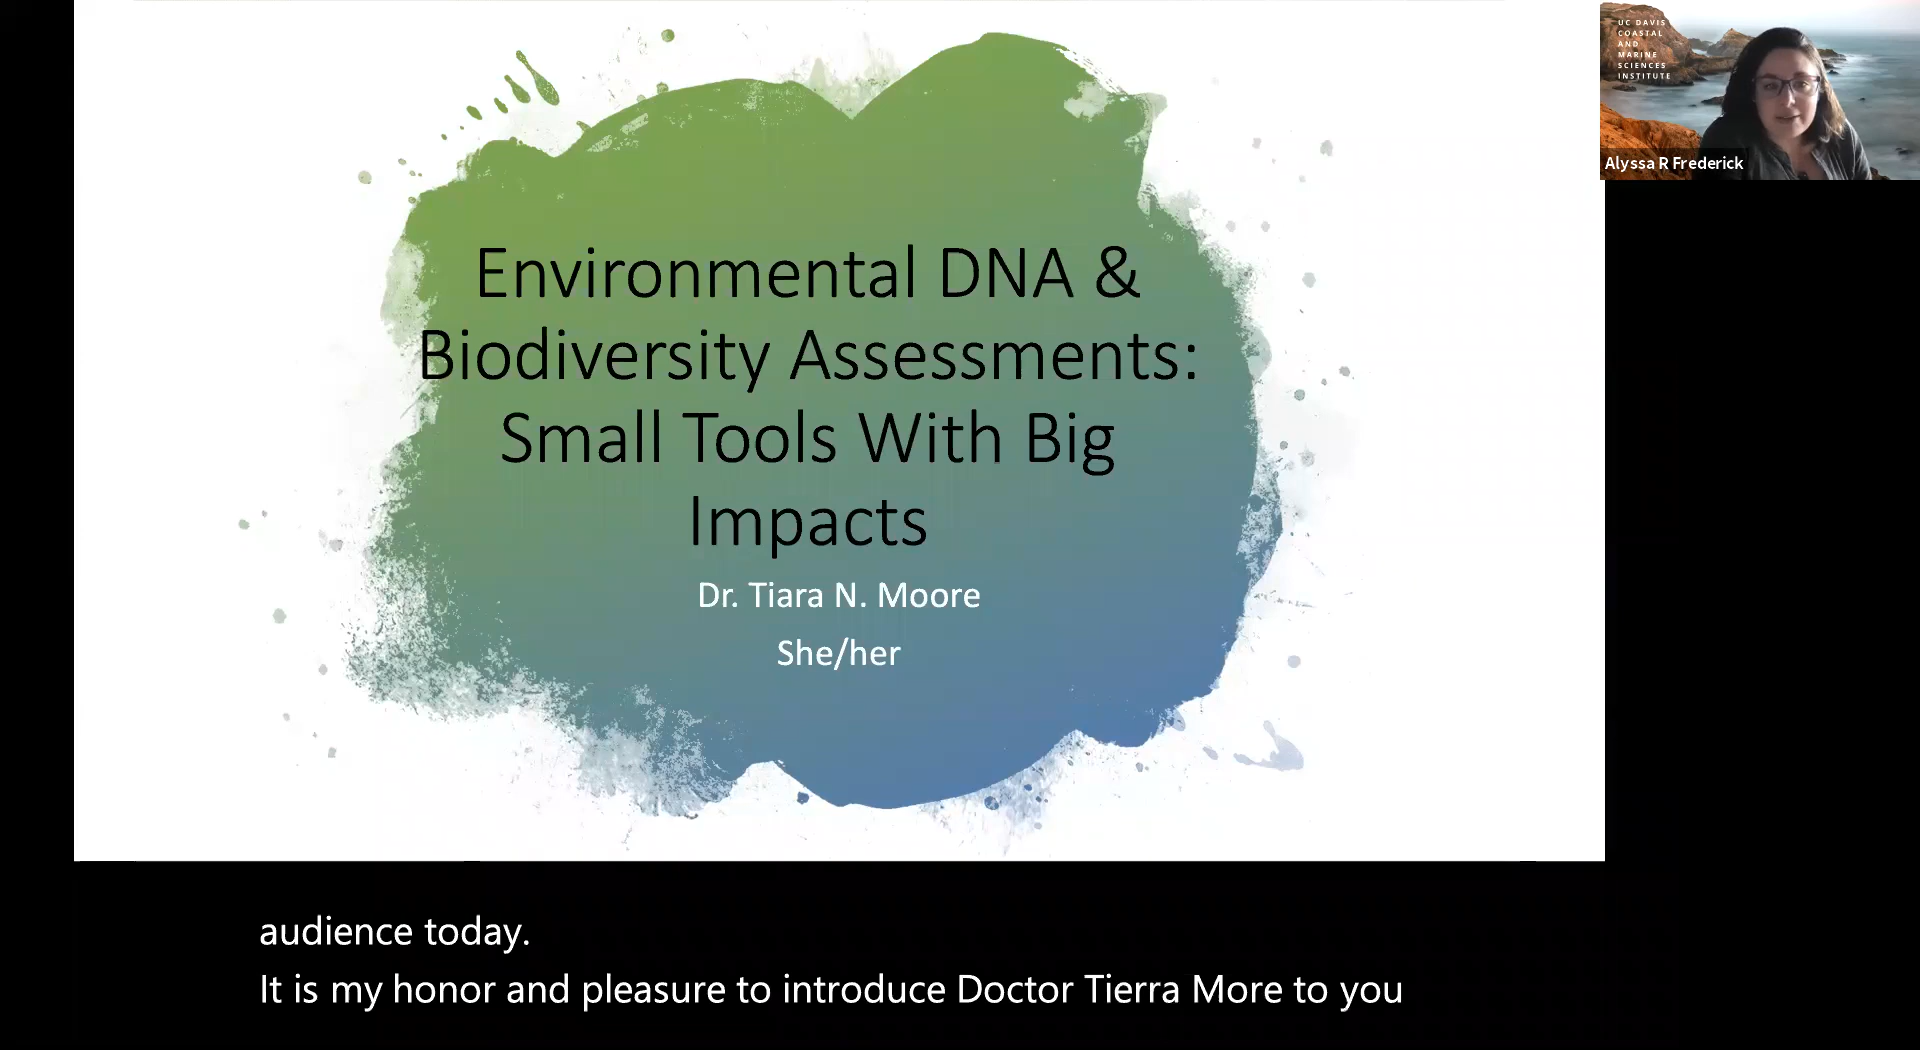 Environmental DNA &
Biodiversity Assessments:
Small Tools With Big
Impacts
Dr. Tiara N. Moore
She/her
UC DAVIS
COASTAL
AND
MARINE
SCIENCES
INSTITUTE
Alyssa R Frederick
audience today.
It is my honor and pleasure to introduce Doctor Tierra More to you